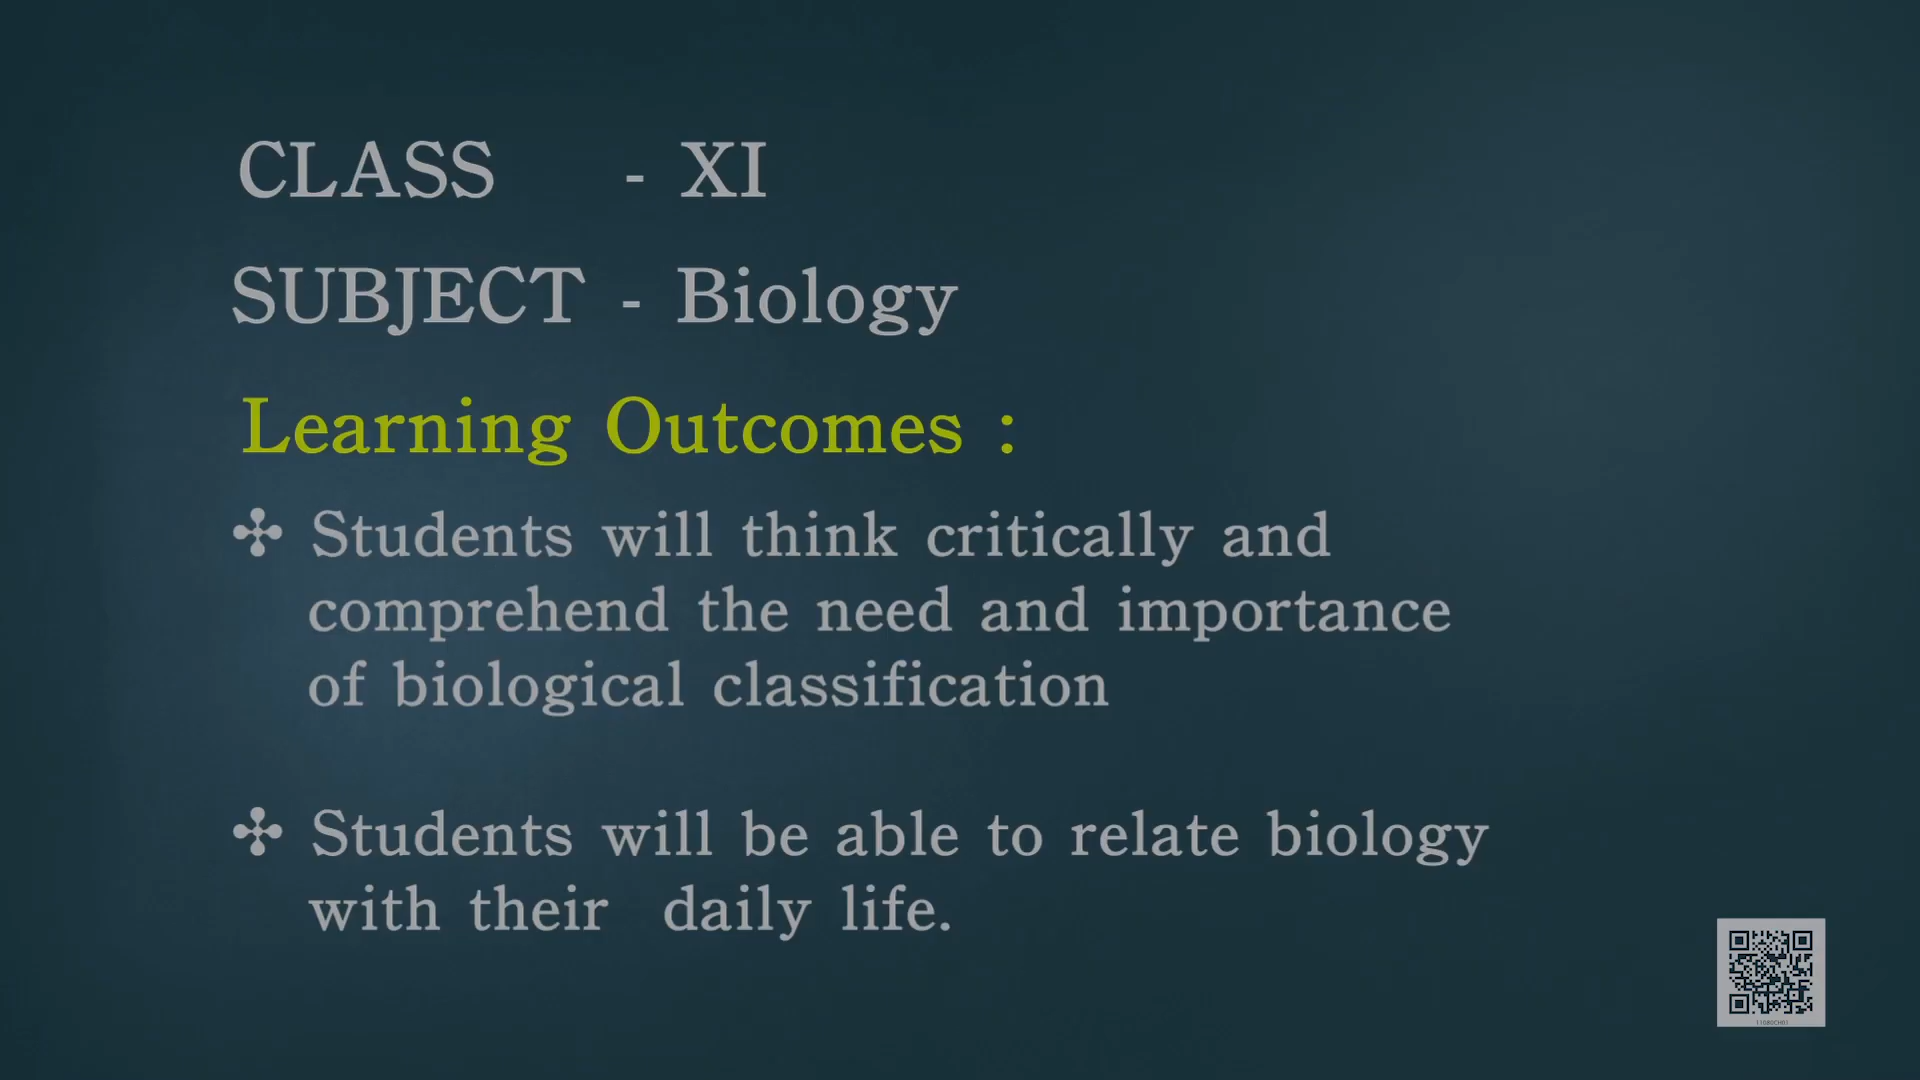 CLASS - XI
SUBJECT - Biology
Learning Outcomes :
✣ Students will think critically and
comprehend the need and importance
of biological classification
✣ Students will be able to relate biology
with their daily life.